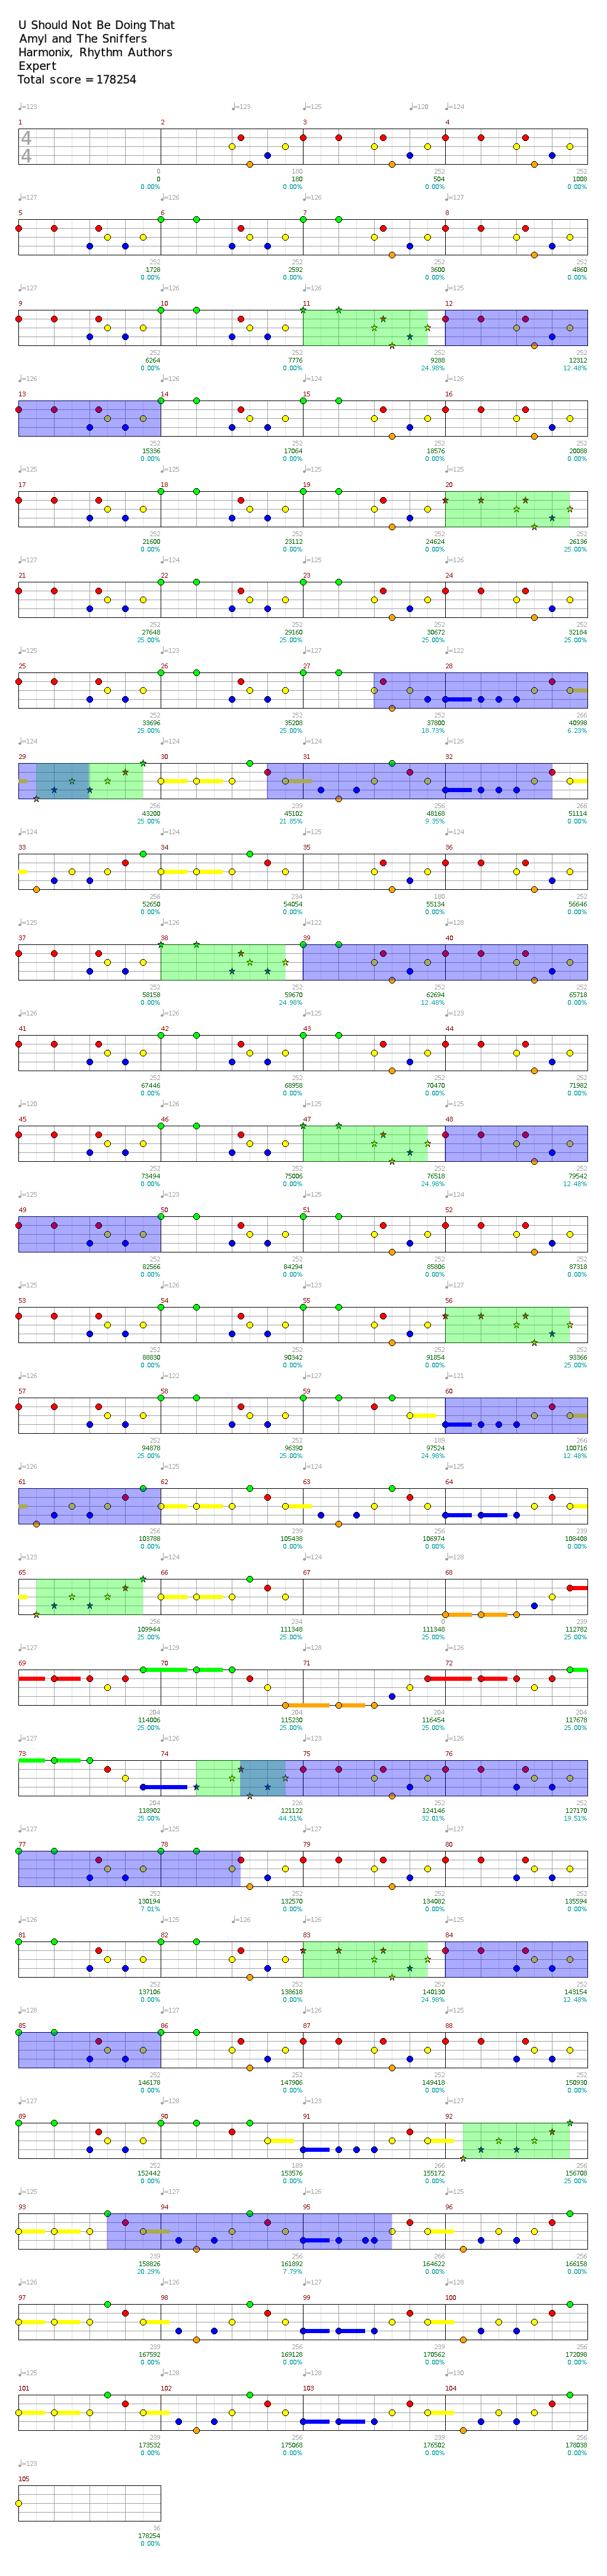 U Should Not Be Doing That
Amyl and The Sniffers
Harmonix, Rhythm Authors
Expert
Total score = 178254
♩=123 ♩=123 ♩=125 ♩=120 ♩=124
1 2 3 4
4
4
0 180 252 252
0 180 504 1008
0.00% 0.00% 0.00% 0.00%
♩=127 ♩=126 ♩=126 ♩=127
5 6 7 8
252 252 252 252
1728 2592 3600 4860
0.00% 0.00% 0.00% 0.00%
♩=127 ♩=126 ♩=126 ♩=125
9 10 11 12
252 252 252 252
6264 7776 9288 12312
0.00% 0.00% 24.98% 12.48%
♩=126 ♩=126 ♩=124 ♩=126
13 14 15 16
252 252 252 252
15336 17064 18576 20088
0.00% 0.00% 0.00% 0.00%
♩=125 ♩=125 ♩=125 ♩=125
17 18 19 20
252 252 252 252
21600 23112 24624 26136
0.00% 0.00% 0.00% 25.00%
♩=127 ♩=124 ♩=125 ♩=124
21 22 23 24
252 252 252 252
27648 29160 30672 32184
25.00% 25.00% 25.00% 25.00%
♩=125 ♩=123 ♩=127 ♩=122
25 26 27 28
252 252 252 266
33696 35208 37800 40998
25.00% 25.00% 18.73% 6.23%
♩=124 ♩=124 ♩=125 ♩=124
29 30 31 32
256 239 256 266
43200 45102 48168 51114
25.00% 21.85% 9.35% 0.00%
♩=124 ♩=124 ♩=124 ♩=124
33 34 35 36
256 234 180 252
52650 54054 55134 56646
0.00% 0.00% 0.00% 0.00%
♩=125 ♩=126 ♩=122 ♩=128
37 38 39 40
252 252 252 252
58158 59670 62694 65718
0.00% 24.98% 12.48% 0.00%
♩=126 ♩=126 ♩=125 ♩=126
41 42 43 44
252 252 252 252
67446 68958 70470 71982
0.00% 0.00% 0.00% 0.00%
♩=120 ♩=126 ♩=125 ♩=125
45 46 47 48
252 252 252 252
73494 75006 76518 79542
0.00% 0.00% 24.98% 12.48%
♩=125 ♩=123 ♩=125 ♩=124
49 50 51 52
252 252 252 252
82566 84294 85806 87318
0.00% 0.00% 0.00% 0.00%
♩=125 ♩=126 ♩=123 ♩=127
53 54 55 56
252 252 252 252
88830 90342 91854 93366
0.00% 0.00% 0.00% 25.00%
♩=126 ♩=122 ♩=127 ♩=121
57 58 59 60
252 252 189 266
94878 96390 97524 100716
25.00% 25.00% 24.98% 12.48%
♩=126 ♩=125 ♩=124 ♩=125
61 62 63 64
256 239 256 239
103788 105438 106974 108408
0.00% 0.00% 0.00% 0.00%
♩=123 ♩=125 ♩=124 ♩=128
65 66 67 68
256 234 0 239
109944 111348 111348 112782
25.00% 25.00% 25.00% 25.00%
♩=127 ♩=129 ♩=128 ♩=127
69 70 71 72
204 204 204 204
114006 115230 116454 117678
25.00% 25.00% 25.00% 25.00%
♩=127 ♩=127 ♩=126 ♩=127
73 74 75 76
204 226 252 252
118902 121122 124146 127170
25.00% 44.51% 32.01% 19.51%
♩=127 ♩=125 ♩=127 ♩=127
77 78 79 80
252 252 252 252
130194 132570 134082 135594
7.01% 0.00% 0.00% 0.00%
♩=126 ♩=125 ♩=126 ♩=127 ♩=126
81 82 83 84
252 252 252 252
137106 138618 140130 143154
0.00% 0.00% 24.98% 12.48%
♩=128 ♩=127 ♩=126 ♩=125
85 86 87 88
252 252 252 252
146178 147906 149418 150930
0.00% 0.00% 0.00% 0.00%
♩=127 ♩=128 ♩=123 ♩=127
89 90 91 92
252 189 266 256
152442 153576 155172 156708
0.00% 0.00% 0.00% 25.00%
♩=125 ♩=127 ♩=125 ♩=126
93 94 95 96
239 256 266 256
158826 161892 164622 166158
20.29% 7.79% 0.00% 0.00%
♩=126 ♩=126 ♩=127 ♩=128
97 98 99 100
239 256 239 256
167592 169128 170562 172098
0.00% 0.00% 0.00% 0.00%
♩=125 ♩=128 ♩=128 ♩=130
101 102 103 104
239 256 239 256
173532 175068 176502 178038
0.00% 0.00% 0.00% 0.00%
♩=123
105
36
178254
0.00%